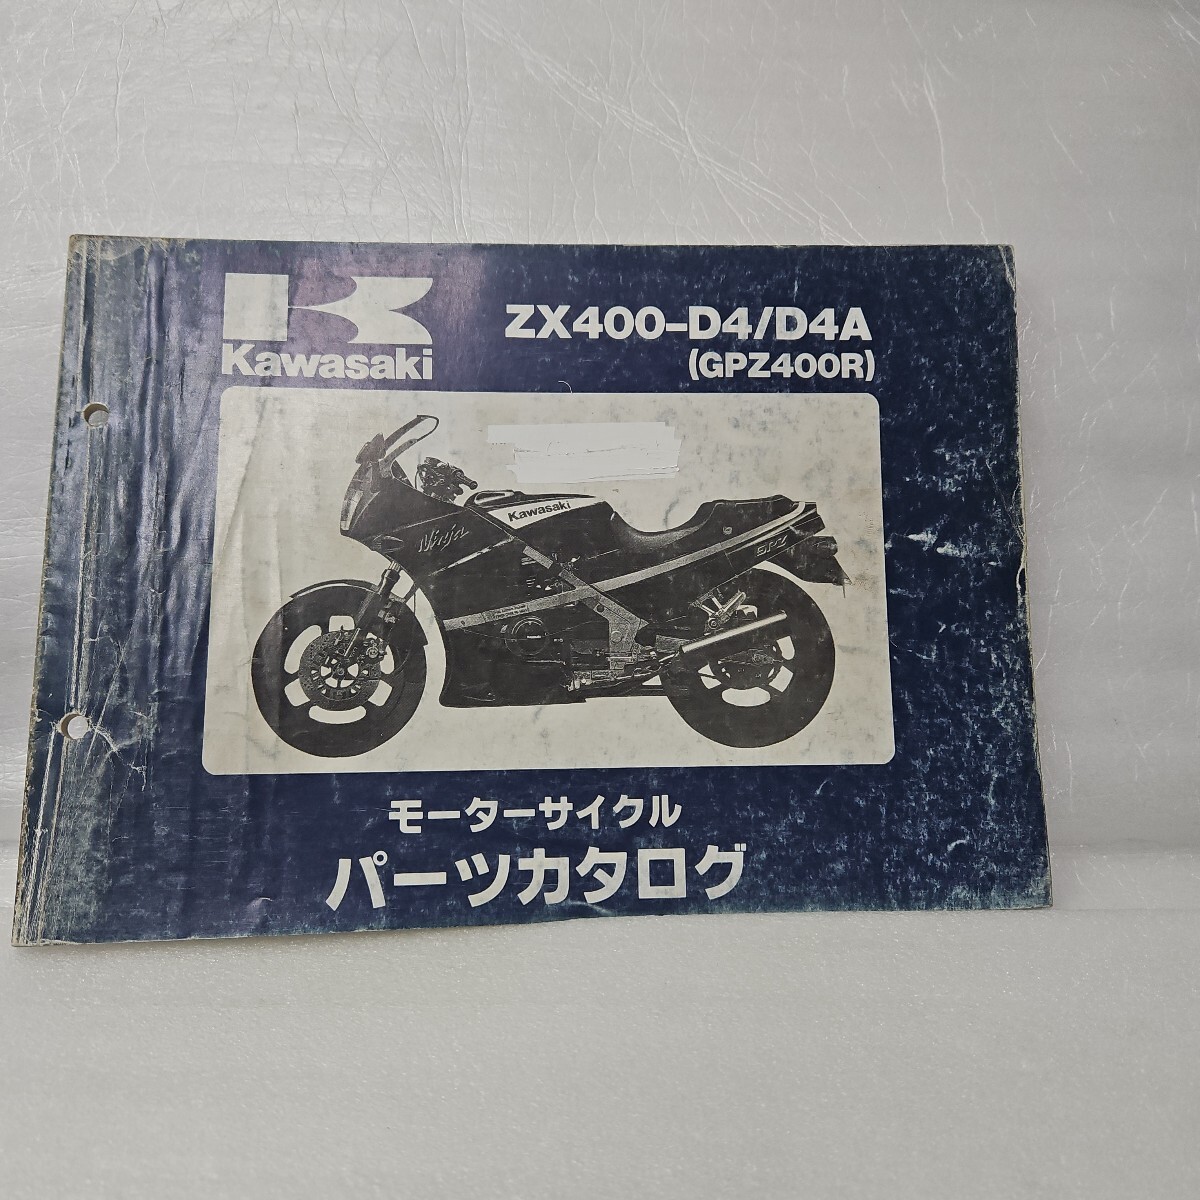 Kawasaki
ZX400-D4/D4A
(GPZ400R)
Kawasaki
Ninja
GPZ
モーターサイクル
パーツカタログ